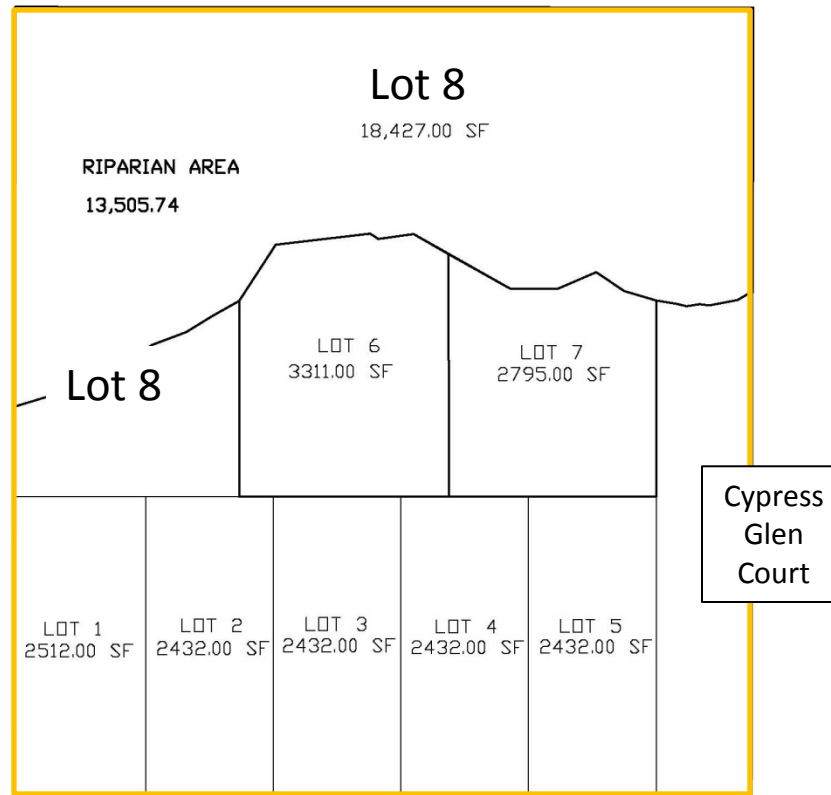 Lot 8
18,427.00 SF
RIPARIAN AREA
13,505.74
LOT 6
3311.00 SF
LOT 7
2795.00 SF
Lot 8
Cypress
Glen
Court
LOT 1
2512.00 SF
LOT 2
2432.00 SF
LOT 3
2432.00 SF
LOT 4
2432.00 SF
LOT 5
2432.00 SF